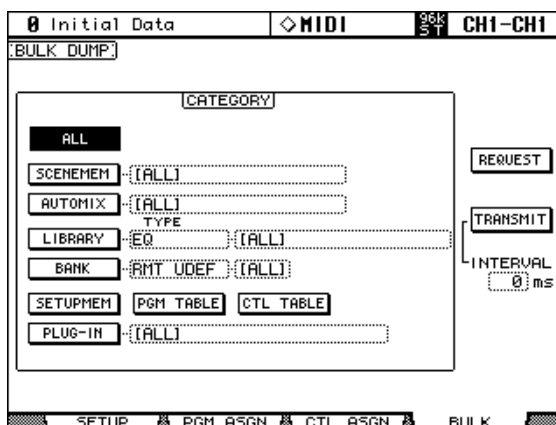 0 Initial Data ◇MIDI 96k ST CH1-CH1
BULK DUMP
CATEGORY
ALL
REQUEST
SCENEMEM [ALL]
AUTOMIX [ALL]
TYPE
TRANSMIT
LIBRARY EQ [ALL]
BANK RMT UDEF [ALL]
INTERVAL
0 ms
SETUPMEM PGM TABLE CTL TABLE
PLUG-IN [ALL]
SETUP PGM ASGN CTL ASGN BULK